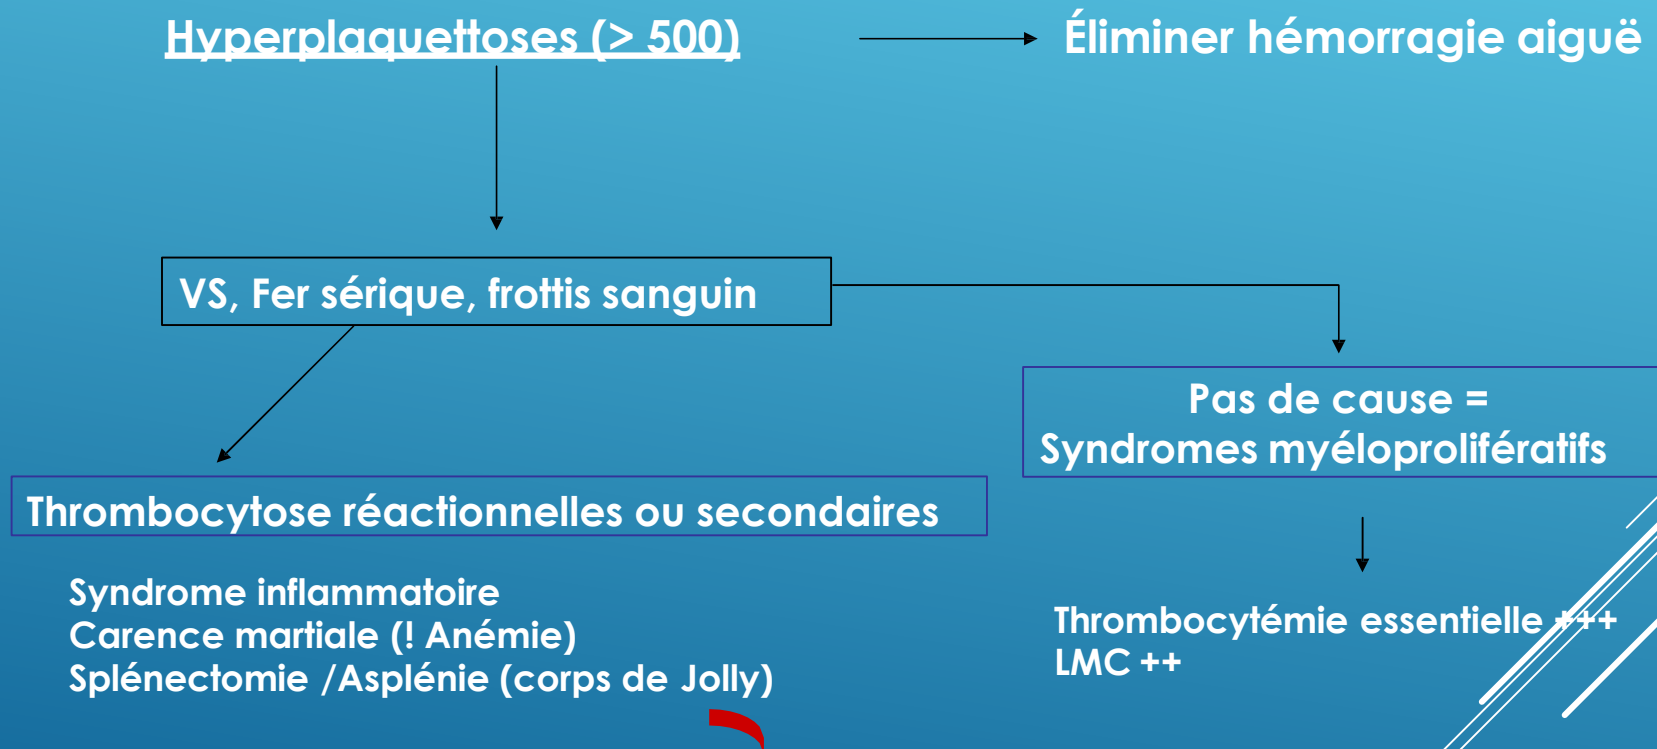 Hyperplaquettoses (> 500)
Éliminer hémorragie aiguë
VS, Fer sérique, frottis sanguin
Pas de cause =
Syndromes myéloprolifératifs
Thrombocytose réactionnelles ou secondaires
Syndrome inflammatoire
Carence martiale (! Anémie)
Splénectomie /Asplénie (corps de Jolly)
Thrombocytémie essentielle +++
LMC ++